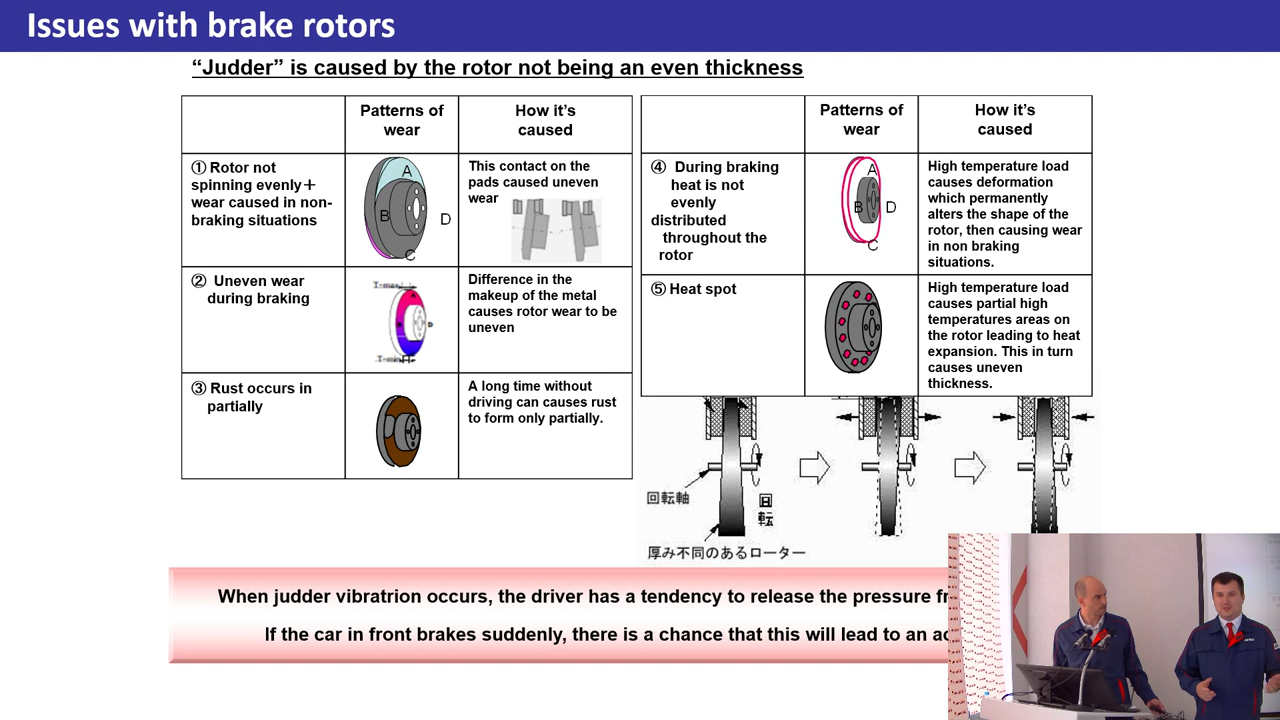 Issues with brake rotors
“Judder” is caused by the rotor not being an even thickness
Patterns of
wear
How it’s
caused
① Rotor not
spinning evenly+
wear caused in non-
braking situations
A
B
D
C
This contact on the
pads caused uneven
wear
② Uneven wear
during braking
T-max
D
T-min
Difference in the
makeup of the metal
causes rotor wear to be
uneven
③ Rust occurs in
partially
A long time without
driving can causes rust
to form only partially.
Patterns of
wear
How it’s
caused
④ During braking
heat is not
evenly
distributed
throughout the
rotor
A
B
D
C
High temperature load
causes deformation
which permanently
alters the shape of the
rotor, then causing wear
in non braking
situations.
⑤ Heat spot
High temperature load
causes partial high
temperatures areas on
the rotor leading to heat
expansion. This in turn
causes uneven
thickness.
回転軸
回
転
厚み不同のあるローター
When judder vibratrion occurs, the driver has a tendency to release the pressure
If the car in front brakes suddenly, there is a chance that this will lead to an